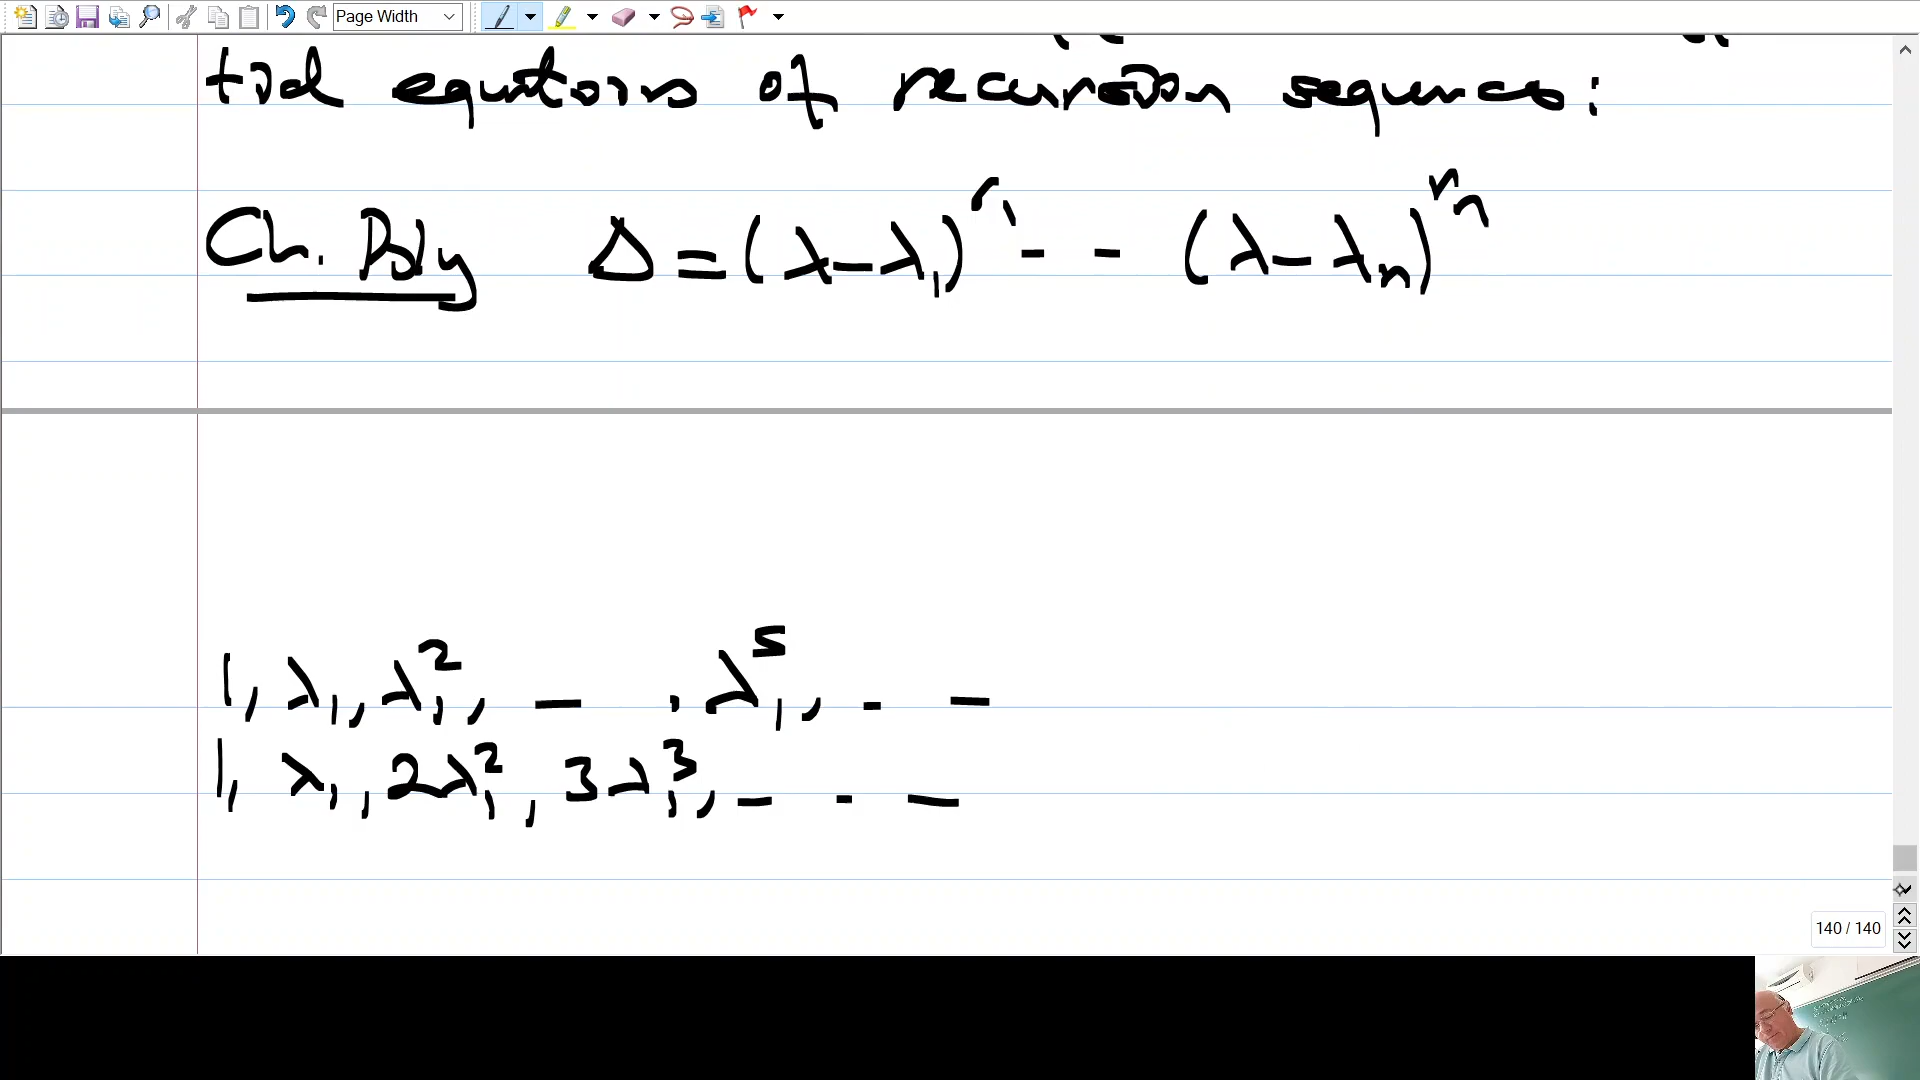 Page Width
tial equations of recursion sequences:
Ch. Poly Δ = (λ-λ₁)^r₁ - - (λ-λₙ)^rₙ
1, λ₁, λ₁², - . λ₁^s, - -
1, λ₁, 2λ₁², 3λ₁³, - - -
140 / 140